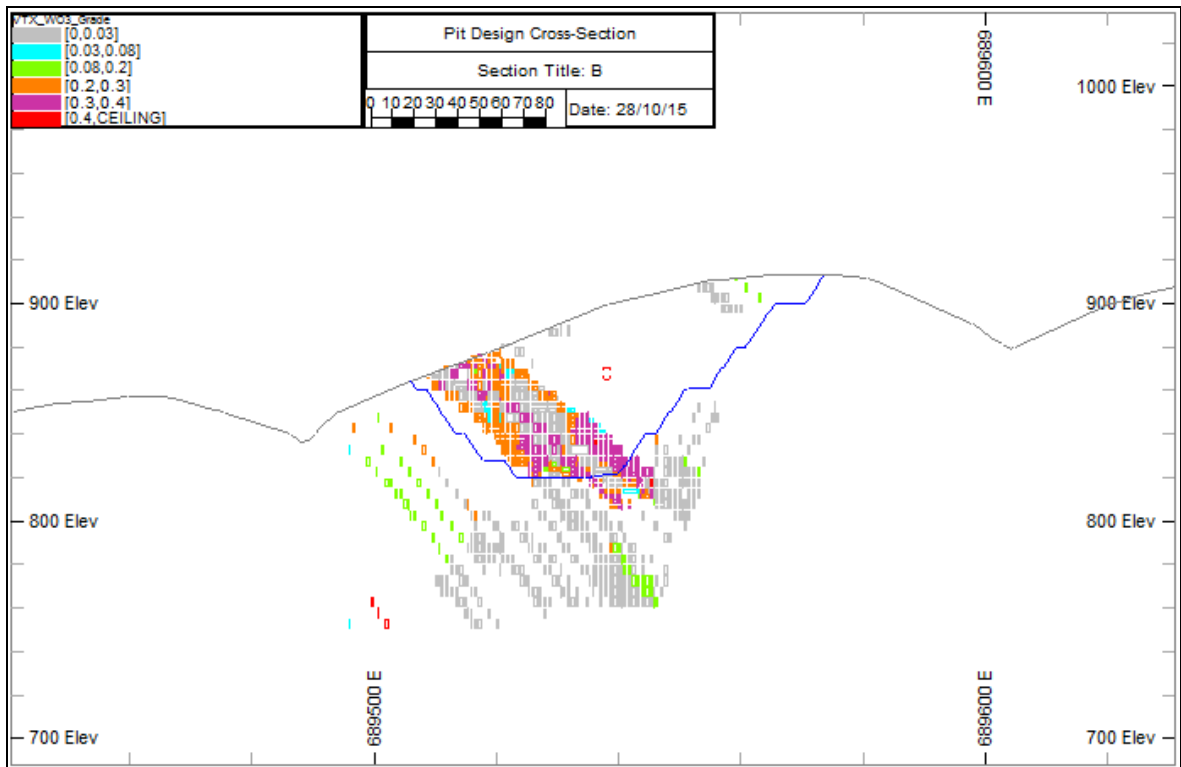 VTX_WO3_Grade
[0,0.03]
[0.03,0.08]
[0.08,0.2]
[0.2,0.3]
[0.3,0.4]
[0.4,CEILING]
Pit Design Cross-Section
Section Title: B
0 10 20 30 40 50 60 70 80
Date: 28/10/15
689600 E
1000 Elev
900 Elev
900 Elev
800 Elev
800 Elev
689500 E
689600 E
700 Elev
700 Elev